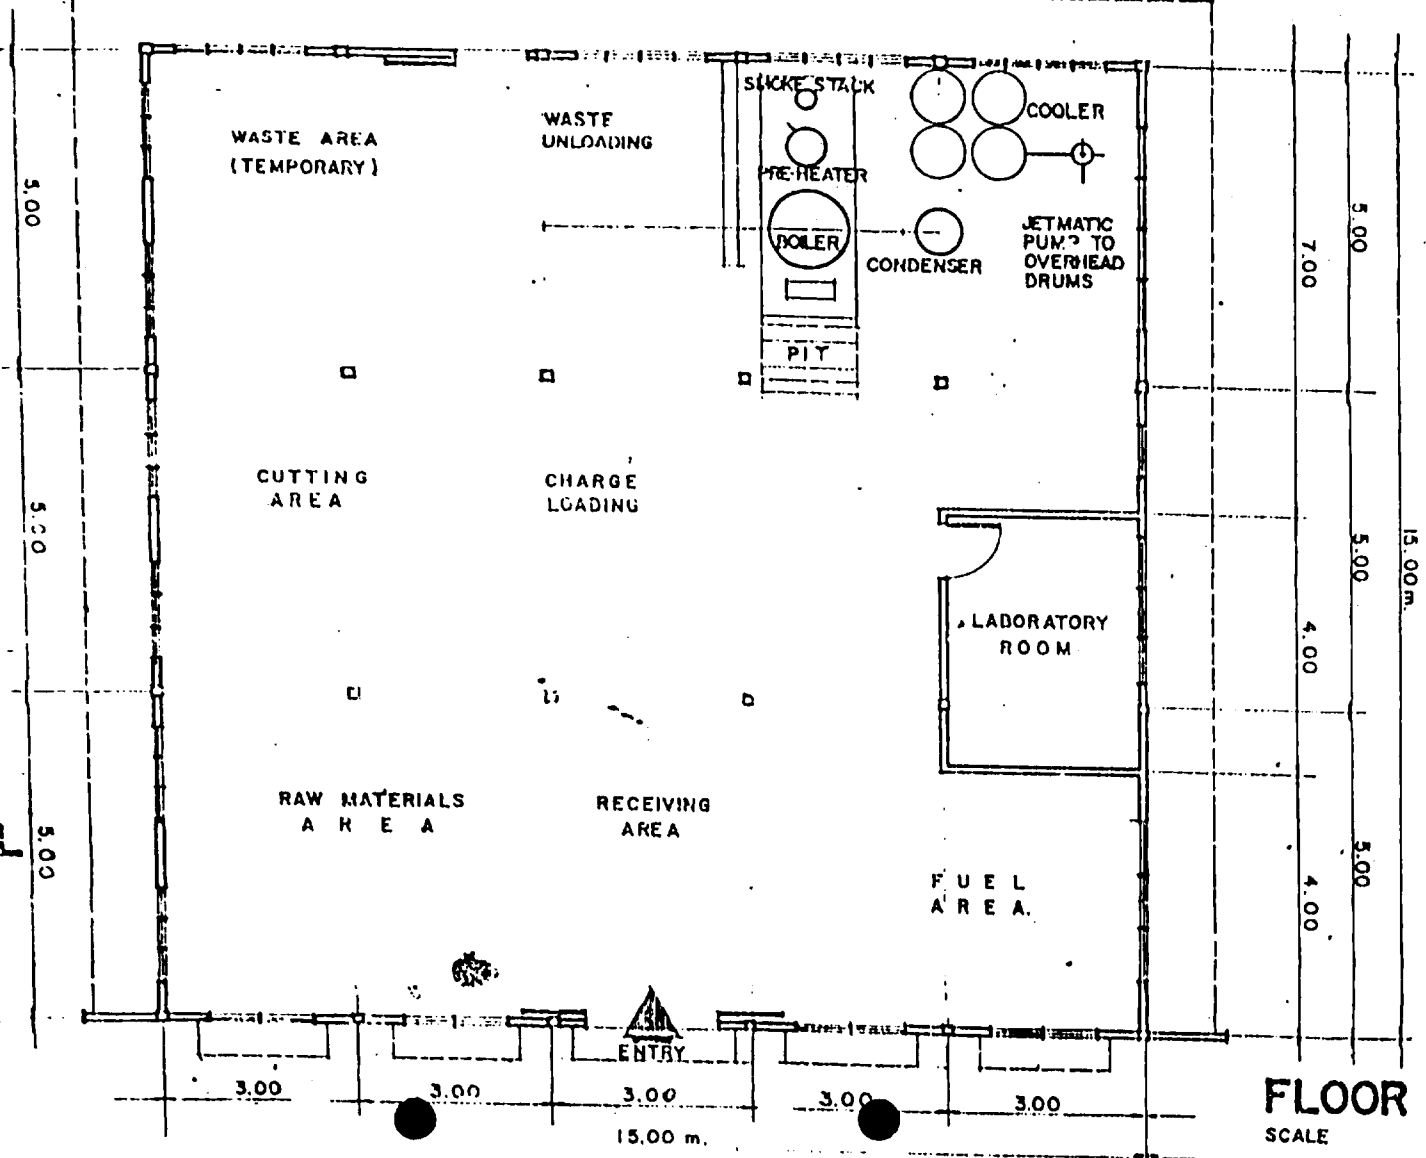 SMOKE STACK
WASTE AREA
(TEMPORARY)
WASTE
UNLOADING
COOLER
PRE-HEATER
BOILER
CONDENSER
JETMATIC
PUMP TO
OVERHEAD
DRUMS
PIT
CUTTING
AREA
CHARGE
LOADING
LABORATORY
ROOM
RAW MATERIALS
AREA
RECEIVING
AREA
FUEL
AREA
ENTRY
5.00
5.00
5.00
7.00
4.00
4.00
5.00
5.00
5.00
15.00m.
3.00
3.00
3.00
3.00
3.00
15.00 m.
FLOOR
SCALE